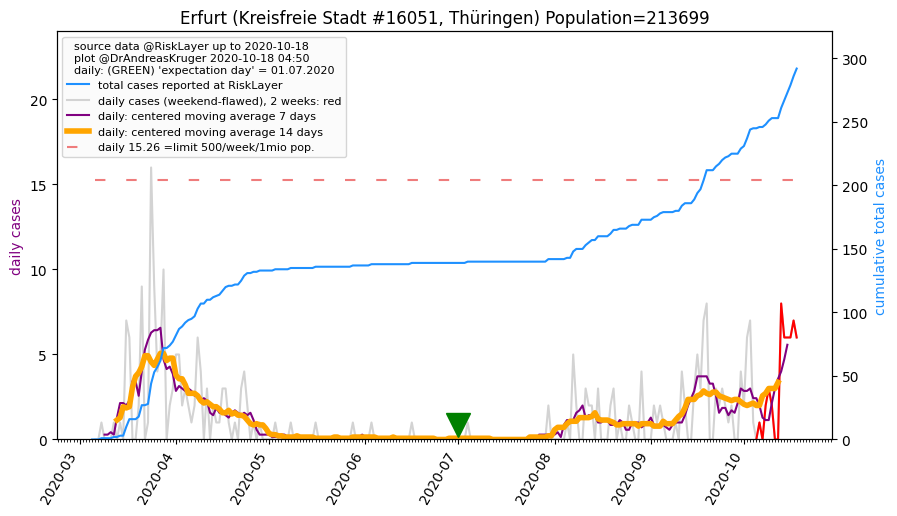 Erfurt (Kreisfreie Stadt #16051, Thüringen) Population=213699
source data @RiskLayer up to 2020-10-18
plot @DrAndreasKruger 2020-10-18 04:50
daily: (GREEN) 'expectation day' = 01.07.2020
total cases reported at RiskLayer
daily cases (weekend-flawed), 2 weeks: red
daily: centered moving average 7 days
daily: centered moving average 14 days
daily 15.26 =limit 500/week/1mio pop.
daily cases
20
15
10
5
0
cumulative total cases
300
250
200
150
100
50
0
2020-03
2020-04
2020-05
2020-06
2020-07
2020-08
2020-09
2020-10